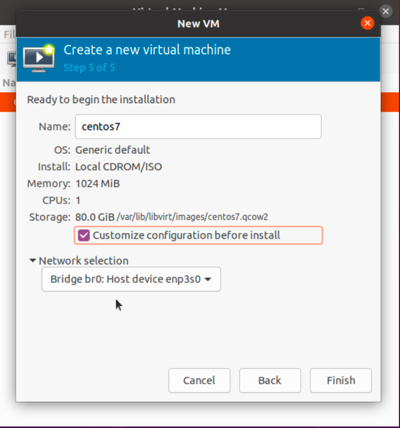 New VM
Create a new virtual machine
Step 5 of 5
Ready to begin the installation
Name: centos7
OS: Generic default
Install: Local CDROM/ISO
Memory: 1024 MiB
CPUs: 1
Storage: 80.0 GiB /var/lib/libvirt/images/centos7.qcow2
Customize configuration before install
Network selection
Bridge br0: Host device enp3s0
Cancel Back Finish